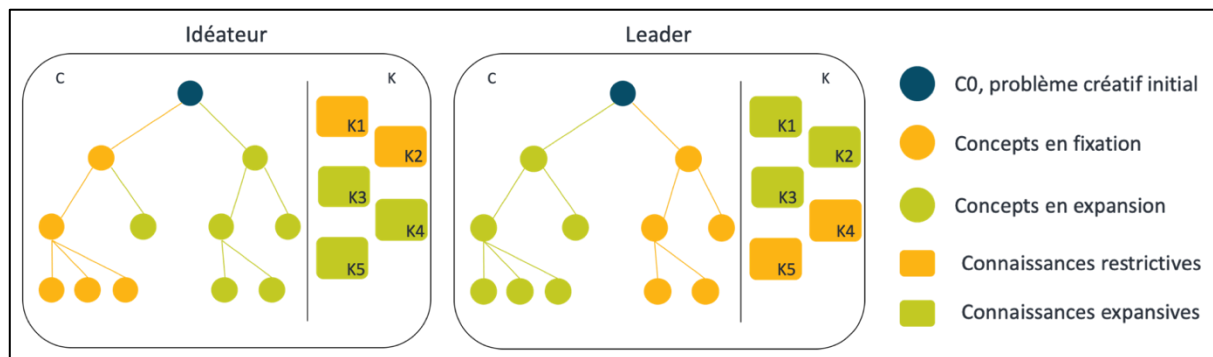 Idéateur
C
K
K1
K2
K3
K4
K5
Leader
C
K
K1
K2
K3
K4
K5
C0, problème créatif initial
Concepts en fixation
Concepts en expansion
Connaissances restrictives
Connaissances expansives